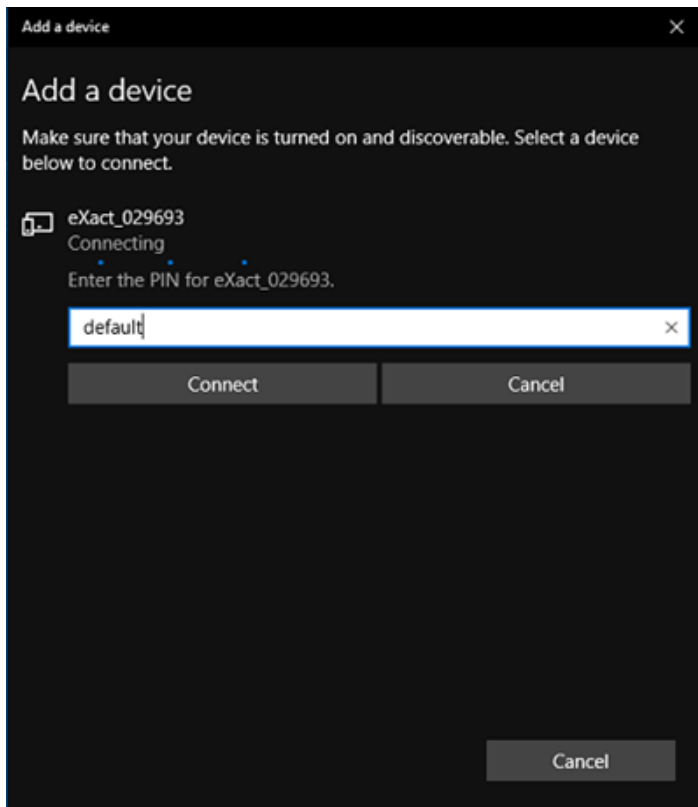 Add a device
Add a device
Make sure that your device is turned on and discoverable. Select a device
below to connect.
eXact_029693
Connecting
Enter the PIN for eXact_029693.
default
Connect
Cancel
Cancel